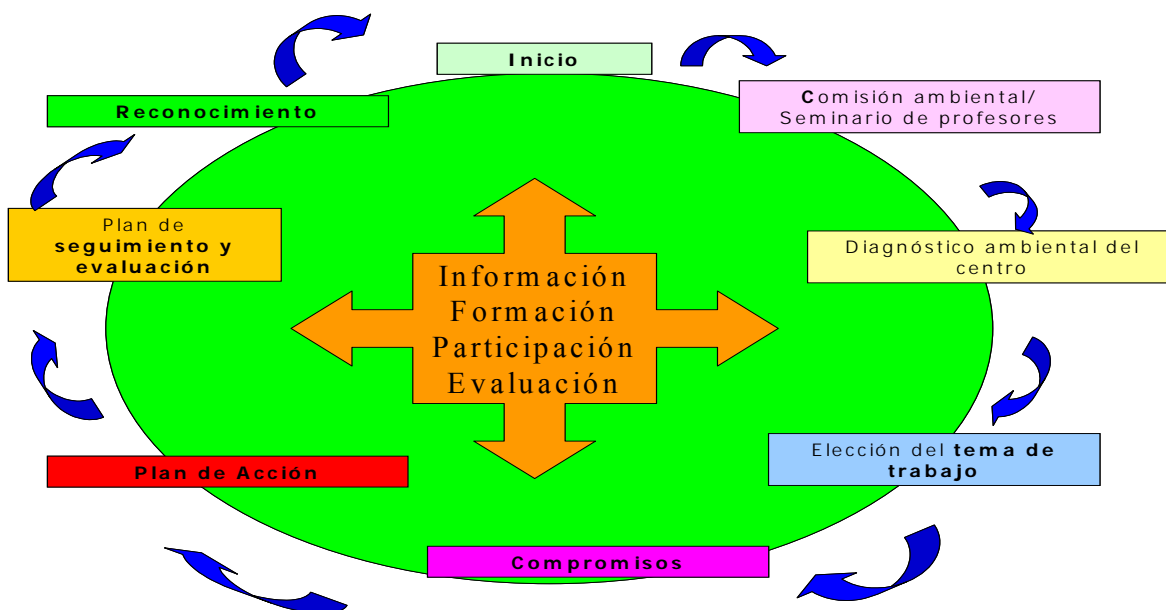 Inicio
Comisión ambiental/
Seminario de profesores
Diagnóstico ambiental del
centro
Elección del tema de
trabajo
Compromisos
Plan de Acción
Plan de
seguimiento y
evaluación
Reconocimiento
Información
Formación
Participación
Evaluación